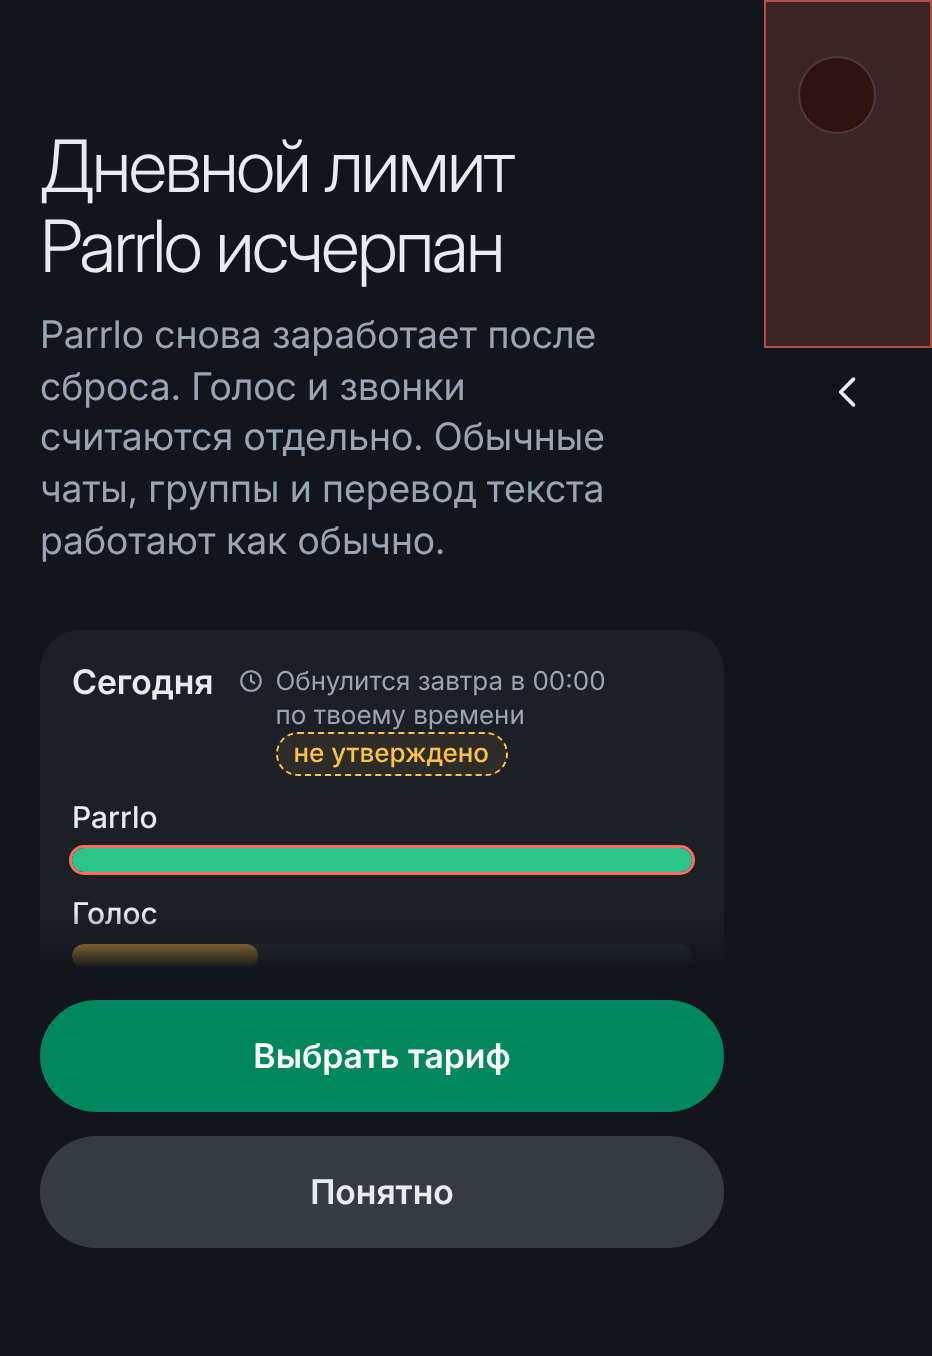 Дневной лимит
Parrlo исчерпан
Parrlo снова заработает после
сброса. Голос и звонки
считаются отдельно. Обычные
чаты, группы и перевод текста
работают как обычно.
Сегодня
Обнулится завтра в 00:00
по твоему времени
не утверждено
Parrlo
Голос
Выбрать тариф
Понятно